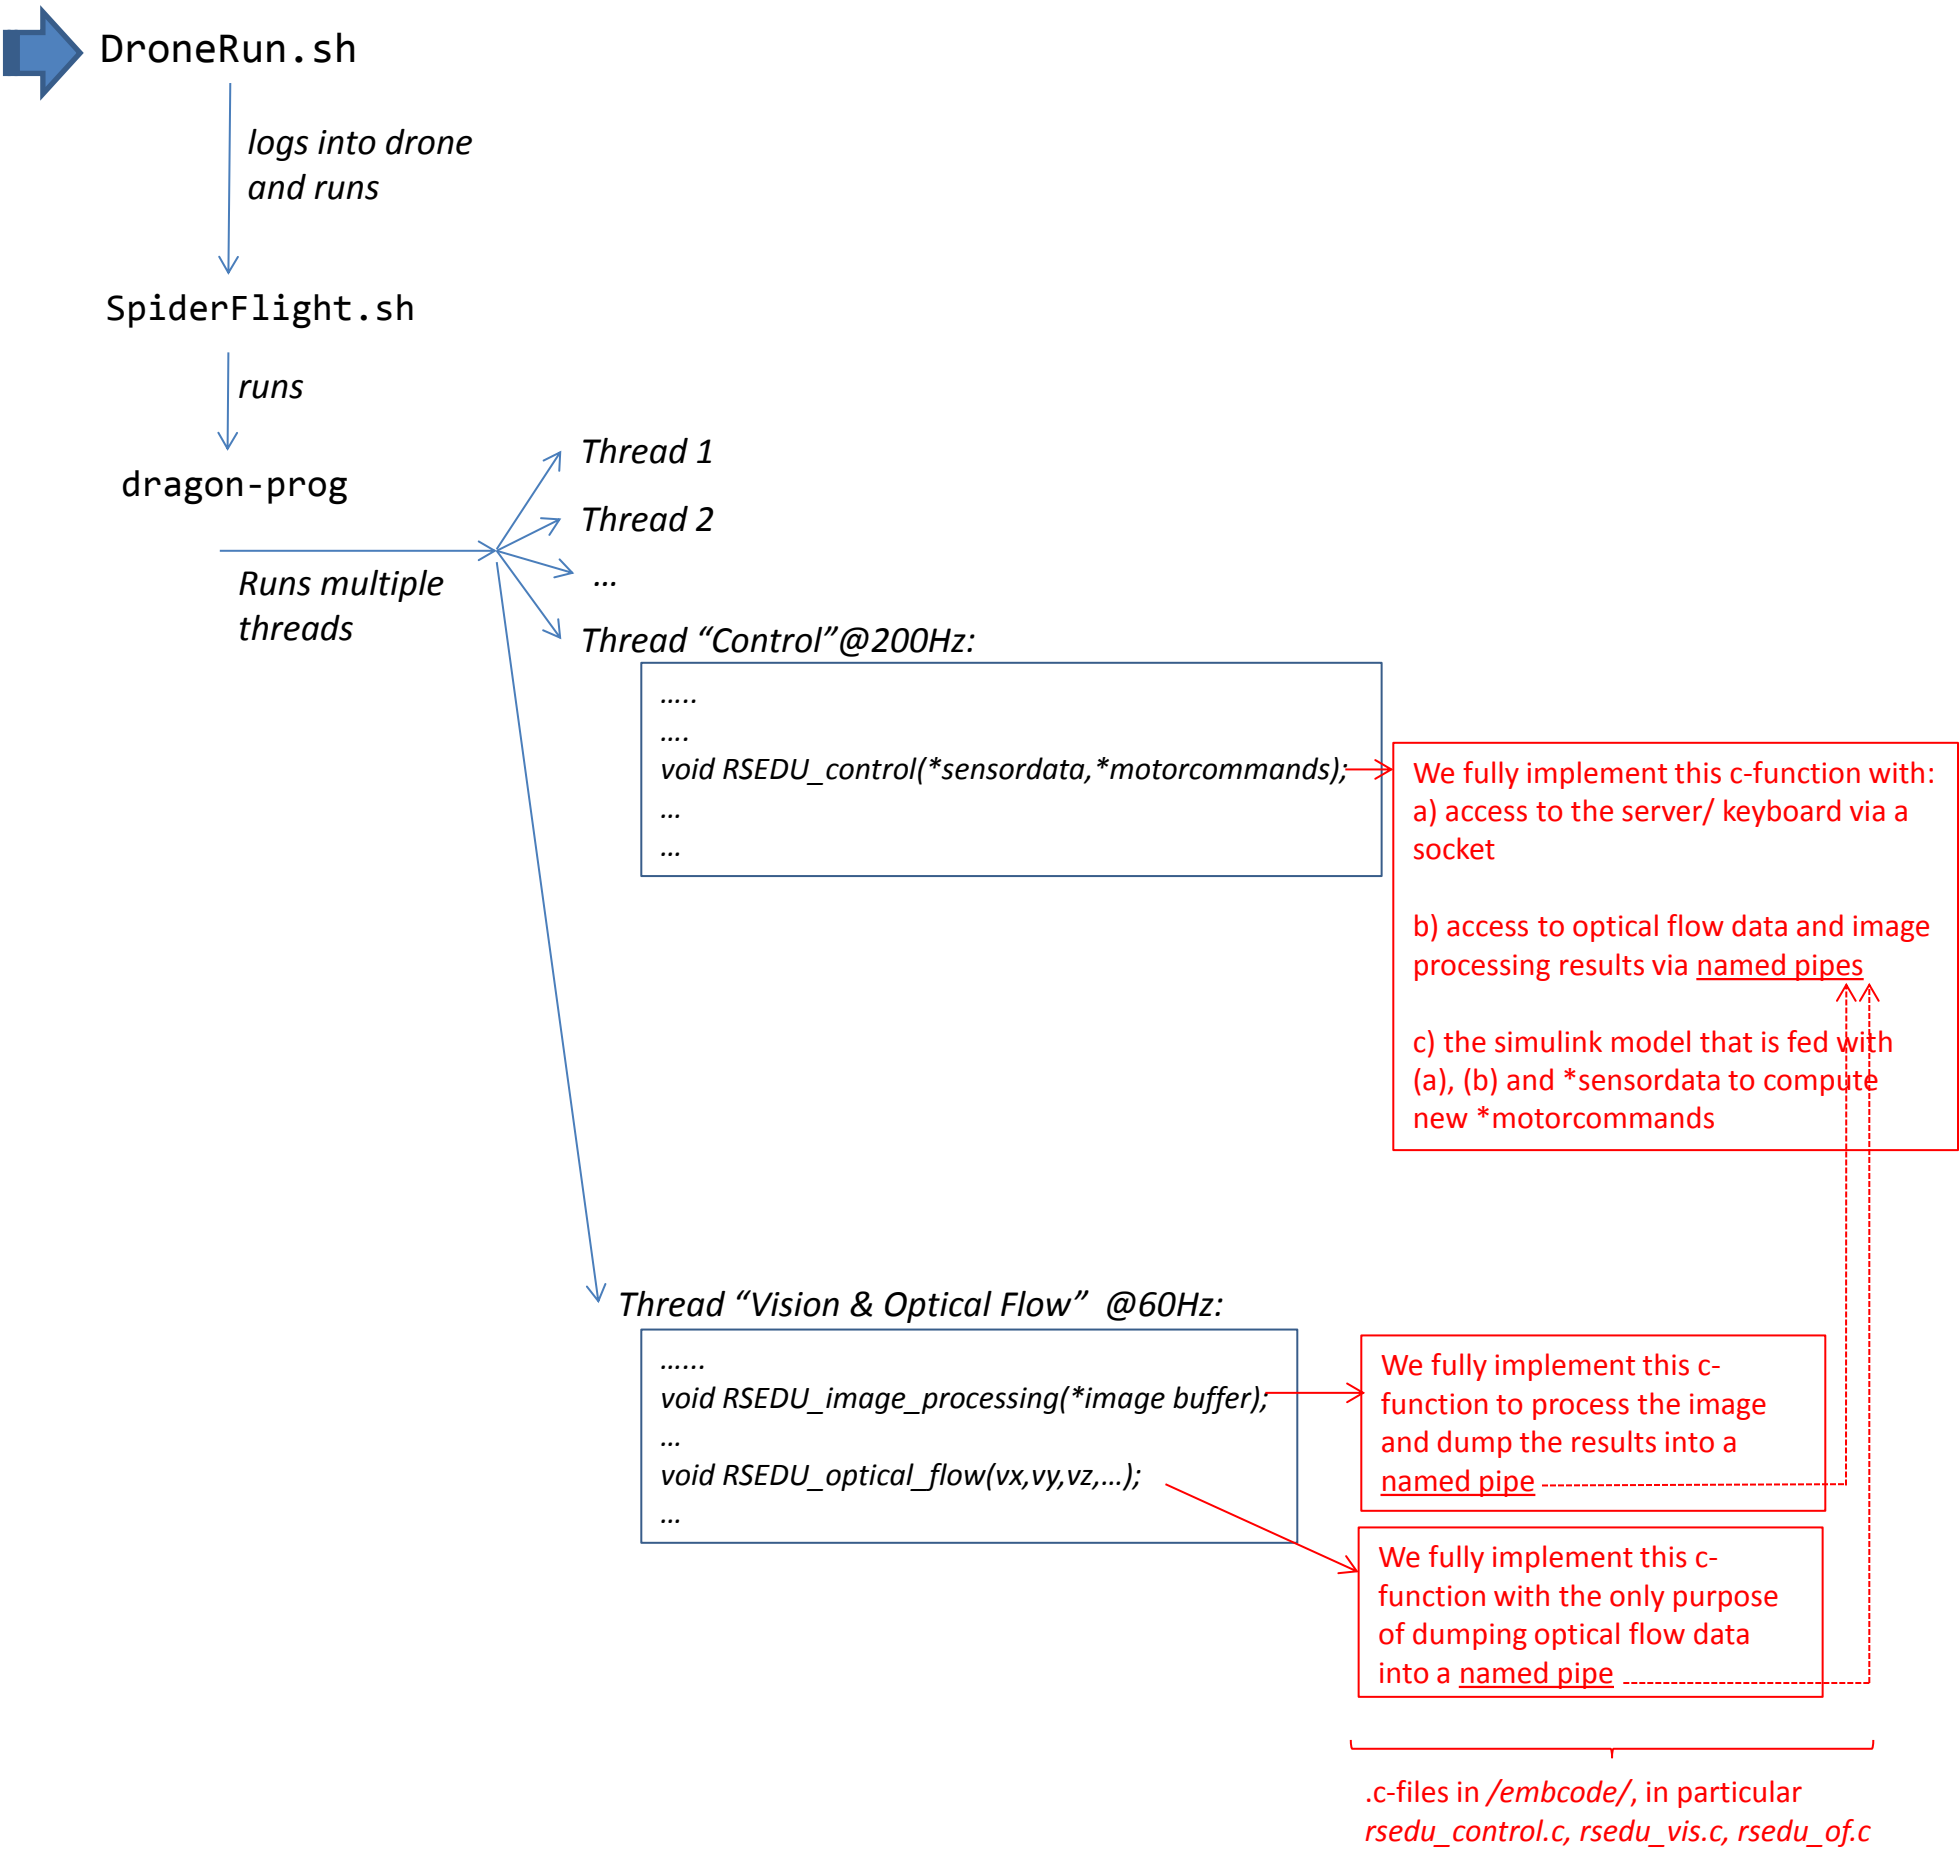 DroneRun.sh
logs into drone
and runs
SpiderFlight.sh
runs
dragon-prog
Runs multiple
threads
Thread 1
Thread 2
…
Thread “Control”@200Hz:
…..
….
void RSEDU_control(*sensordata,*motorcommands);
…
…
We fully implement this c-function with:
a) access to the server/ keyboard via a
socket
b) access to optical flow data and image
processing results via named pipes
c) the simulink model that is fed with
(a), (b) and *sensordata to compute
new *motorcommands
Thread “Vision & Optical Flow” @60Hz:
……
void RSEDU_image_processing(*image buffer);
…
void RSEDU_optical_flow(vx,vy,vz,…);
…
We fully implement this c-
function to process the image
and dump the results into a
named pipe
We fully implement this c-
function with the only purpose
of dumping optical flow data
into a named pipe
.c-files in /embcode/, in particular
rsedu_control.c, rsedu_vis.c, rsedu_of.c